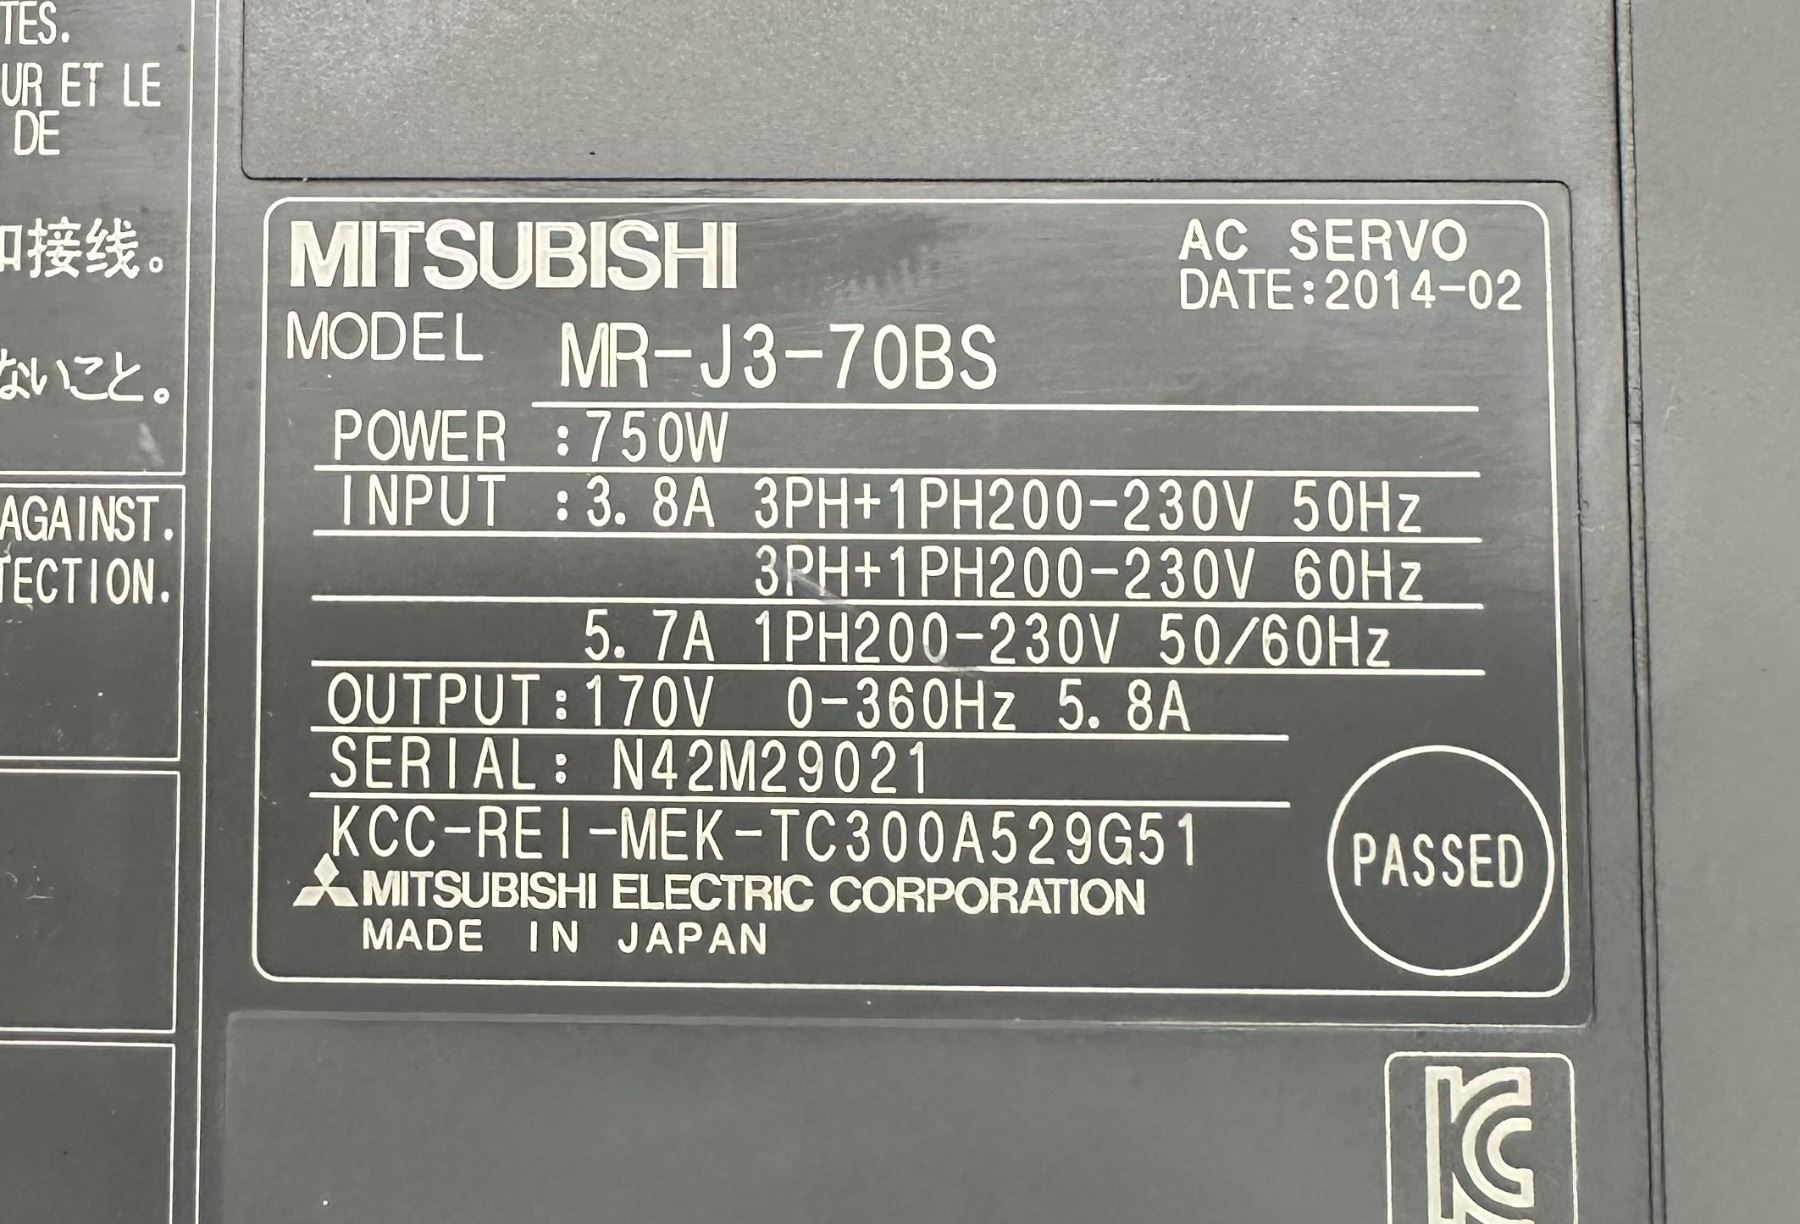 TES.
UR ET LE
DE
接线。
ないこと。
AGAINST.
TECTION.
MITSUBISHI
AC SERVO
DATE:2014-02
MODEL MR-J3-70BS
POWER :750W
INPUT :3.8A 3PH+1PH200-230V 50Hz
3PH+1PH200-230V 60Hz
5.7A 1PH200-230V 50/60Hz
OUTPUT:170V 0-360Hz 5.8A
SERIAL: N42M29021
KCC-REI-MEK-TC300A529G51
MITSUBISHI ELECTRIC CORPORATION
MADE IN JAPAN
PASSED